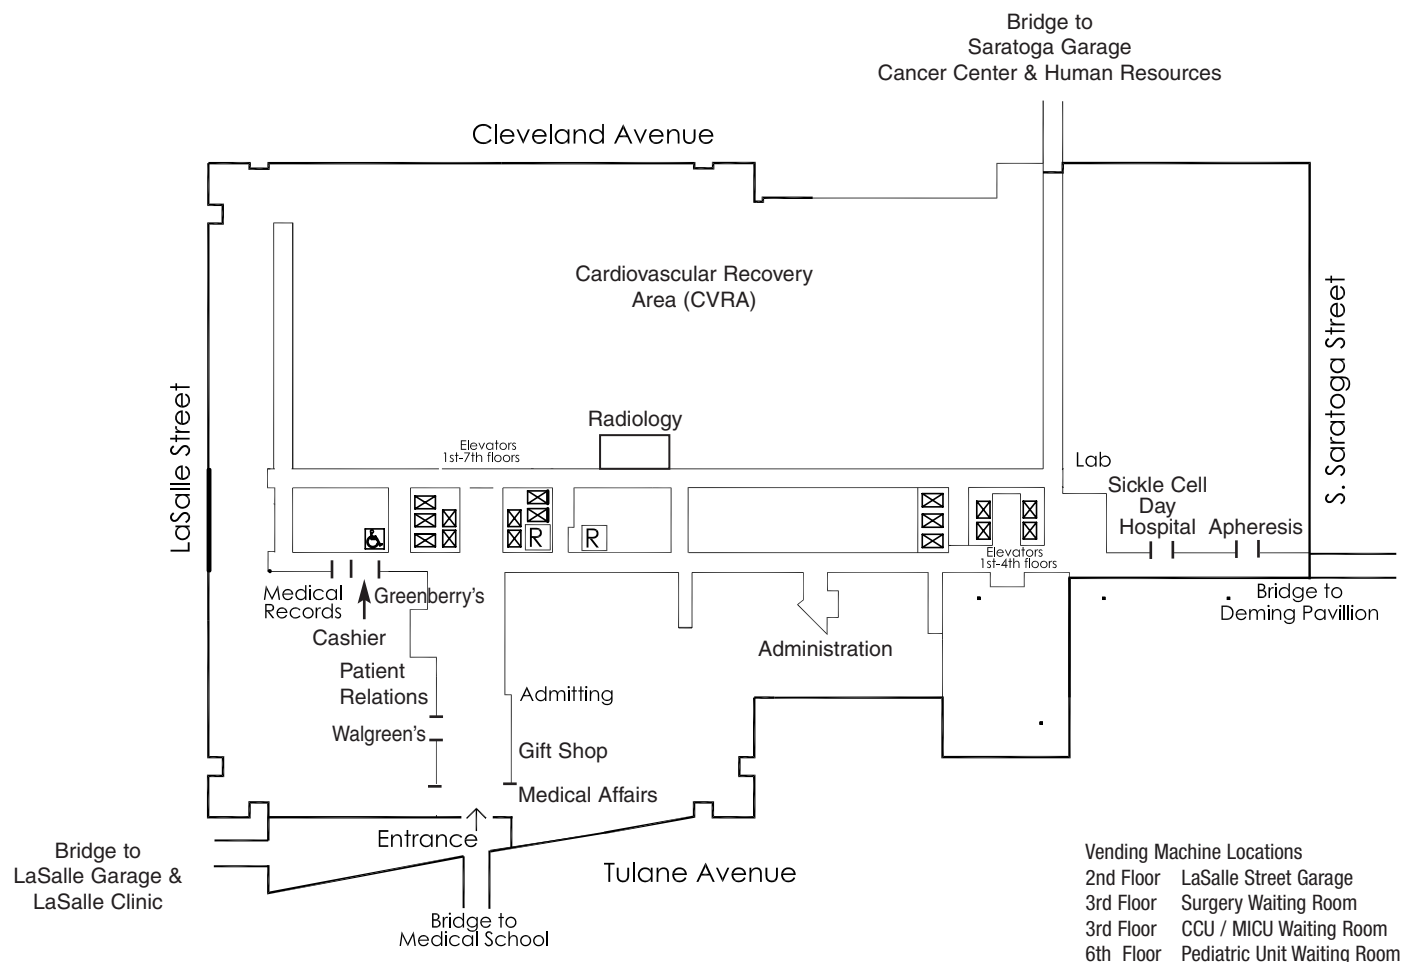 Bridge to
Saratoga Garage
Cancer Center & Human Resources
Cleveland Avenue
Cardiovascular Recovery
Area (CVRA)
LaSalle Street
S. Saratoga Street
Radiology
Elevators
1st-7th floors
Lab
Sickle Cell
Day
Hospital
Apheresis
R
R
Elevators
1st-4th floors
Medical
Records
Greenberry's
Cashier
Bridge to
Deming Pavillion
Patient
Relations
Administration
Admitting
Walgreen's
Gift Shop
Medical Affairs
Entrance
Bridge to
LaSalle Garage &
LaSalle Clinic
Tulane Avenue
Bridge to
Medical School
Vending Machine Locations
2nd Floor LaSalle Street Garage
3rd Floor Surgery Waiting Room
3rd Floor CCU / MICU Waiting Room
6th Floor Pediatric Unit Waiting Room